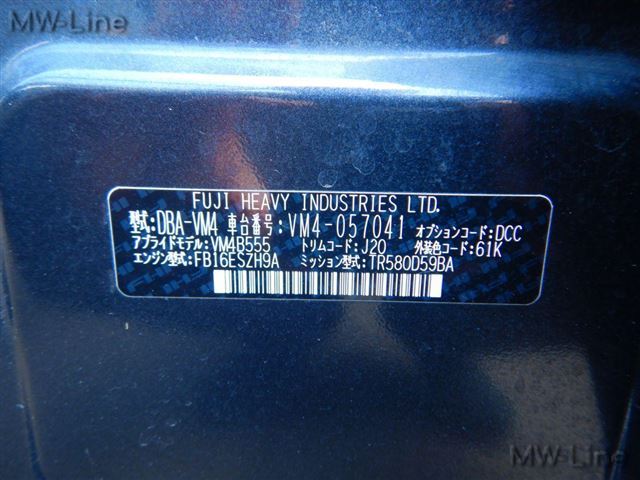 MW-Line
FUJI HEAVY INDUSTRIES LTD.
型式:DBA-VM4 車台番号:VM4-057041 オプションコード:DCC
アプライドモデル:VM4B555 トリムコード:J20 外装色コード:61K
エンジン型式:FB16ESZH9A ミッション型式:TR580D59BA
MW-Line